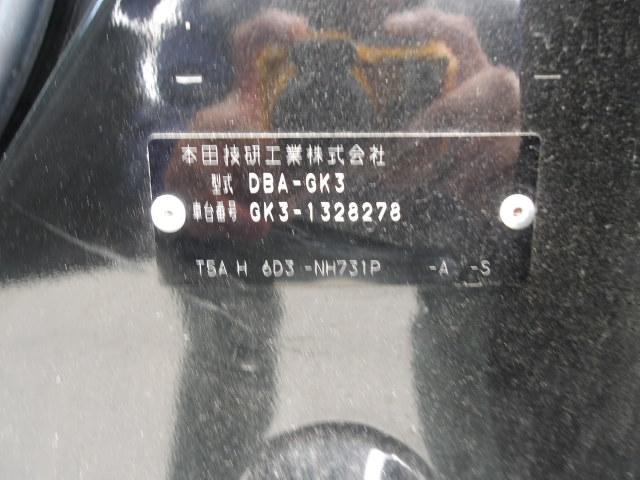 本田技研工業株式会社
型式 DBA-GK3
車台番号 GK3-1328278
T5A H 6D3 -NH731P -A -S